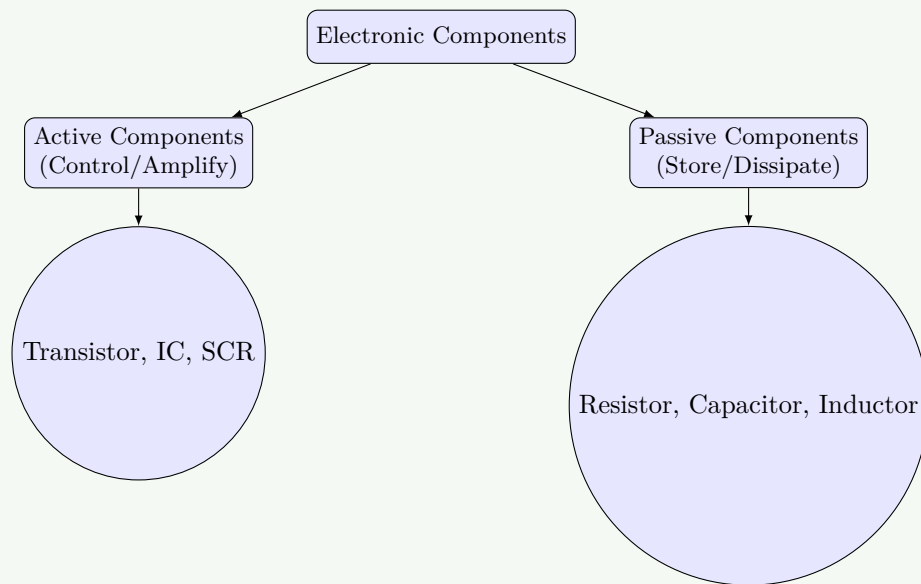 Electronic Components
Active Components
(Control/Amplify)
Passive Components
(Store/Dissipate)
Transistor, IC, SCR
Resistor, Capacitor, Inductor